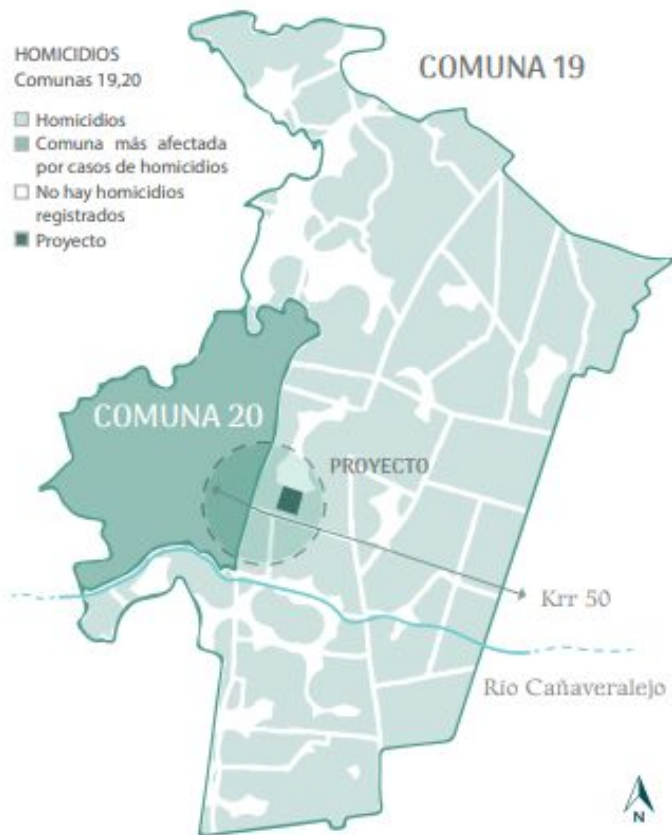 HOMICIDIOS
Comunas 19,20
Homicidios
Comuna más afectada
por casos de homicidios
No hay homicidios
registrados
Proyecto
COMUNA 19
COMUNA 20
PROYECTO
Krr 50
Río Cañaveralejo
N